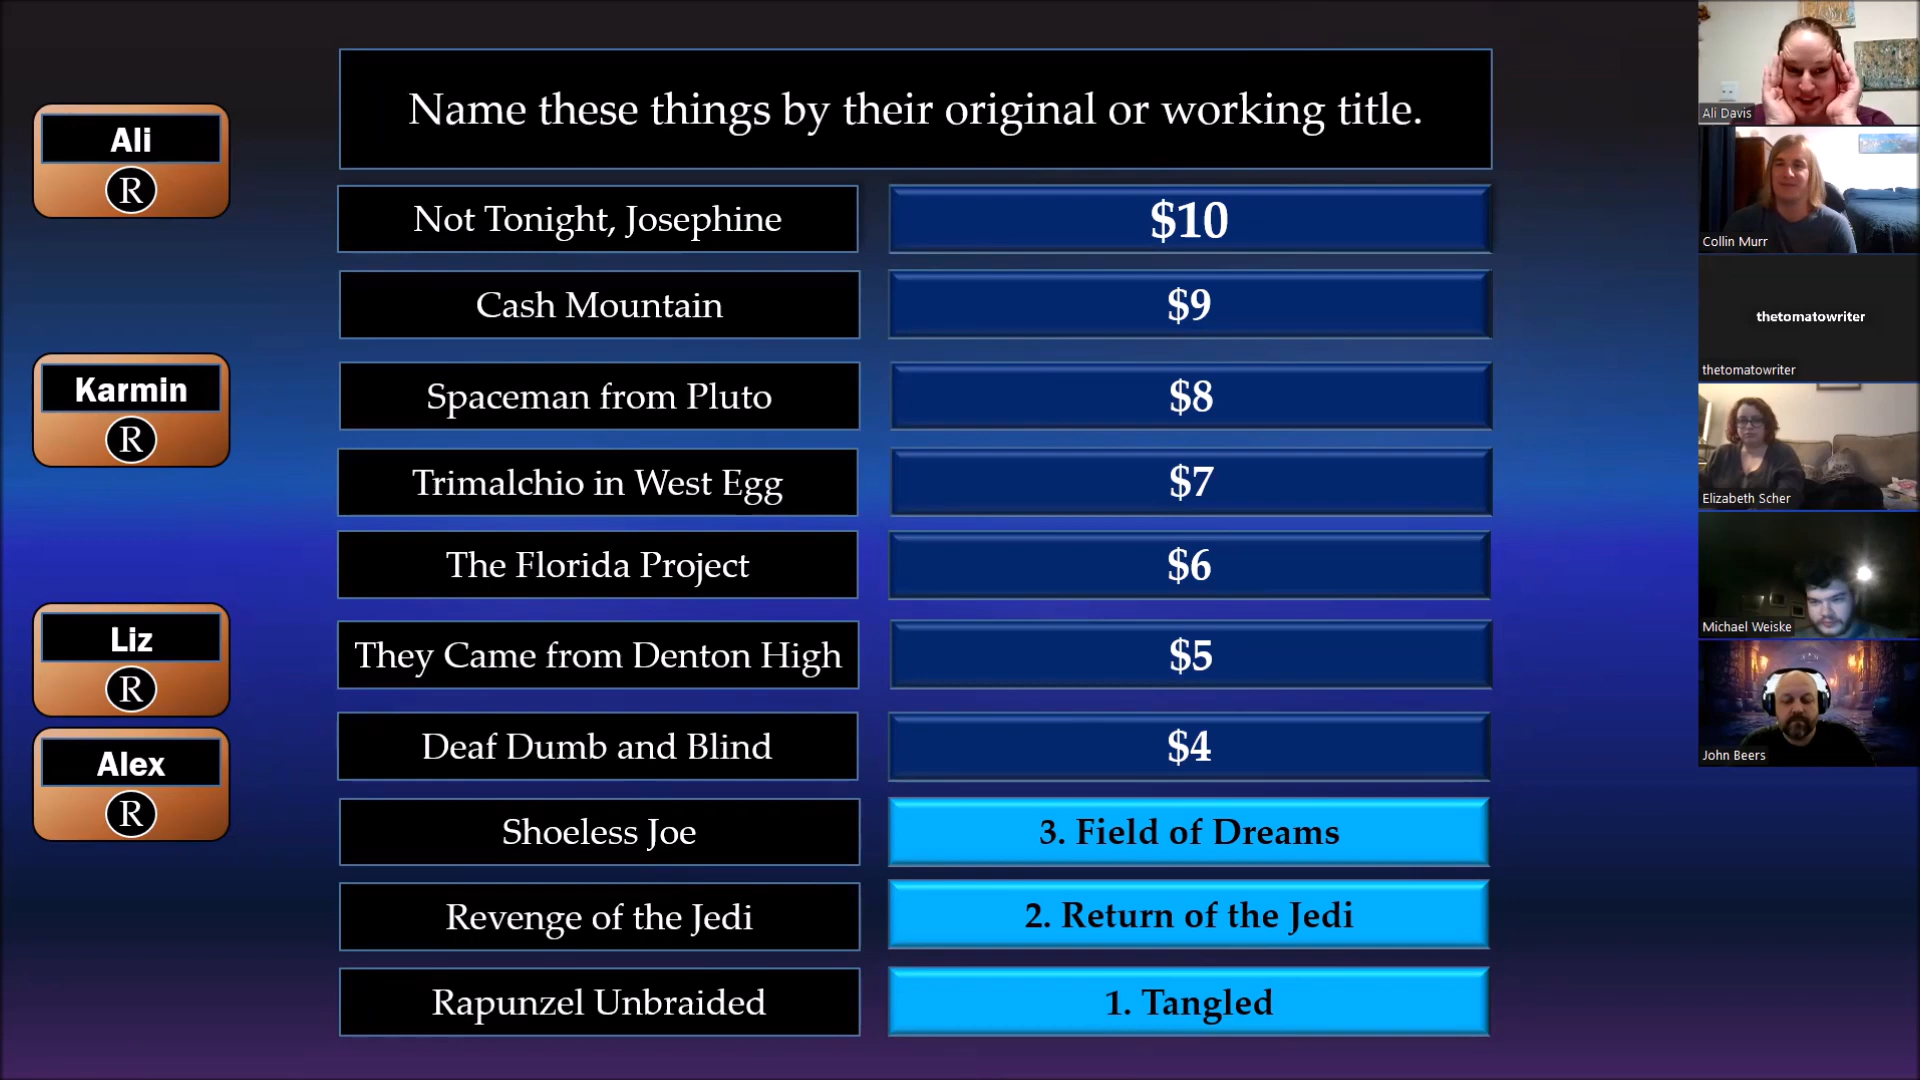 Name these things by their original or working title.
Ali
R
Not Tonight, Josephine
$10
Cash Mountain
$9
Karmin
R
Spaceman from Pluto
$8
Trimalchio in West Egg
$7
The Florida Project
$6
Liz
R
They Came from Denton High
$5
Alex
R
Deaf Dumb and Blind
$4
Shoeless Joe
3. Field of Dreams
Revenge of the Jedi
2. Return of the Jedi
Rapunzel Unbraided
1. Tangled
Ali Davis
Collin Murr
thetomatowriter
thetomatowriter
Elizabeth Scher
Michael Weiske
John Beers